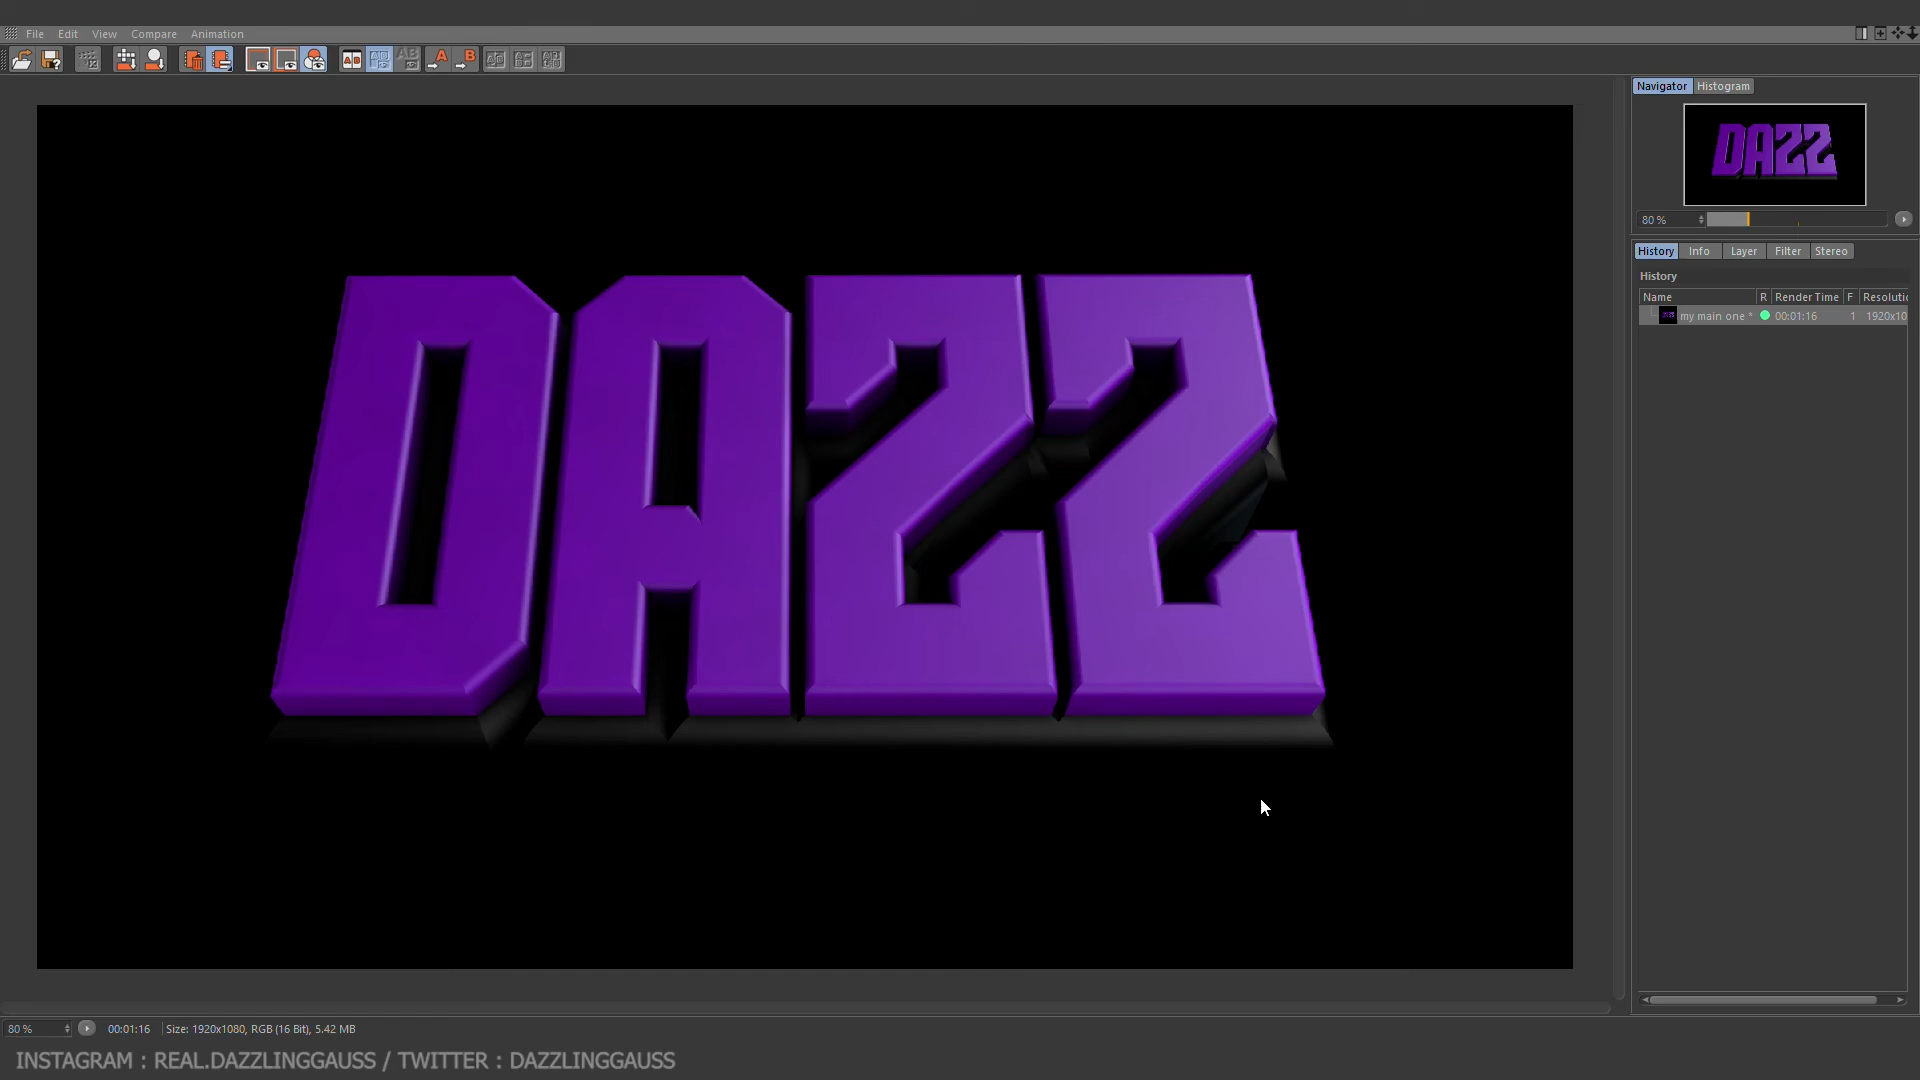 File Edit View Compare Animation
Navigator Histogram
DAZZ
80 %
History Info Layer Filter Stereo
History
Name R Render Time F Resolutic
my main one * 00:01:16 1 1920x10
DAZZ
80 % 00:01:16 Size: 1920x1080, RGB (16 Bit), 5.42 MB
INSTAGRAM : REAL.DAZZLINGGAUSS / TWITTER : DAZZLINGGAUSS